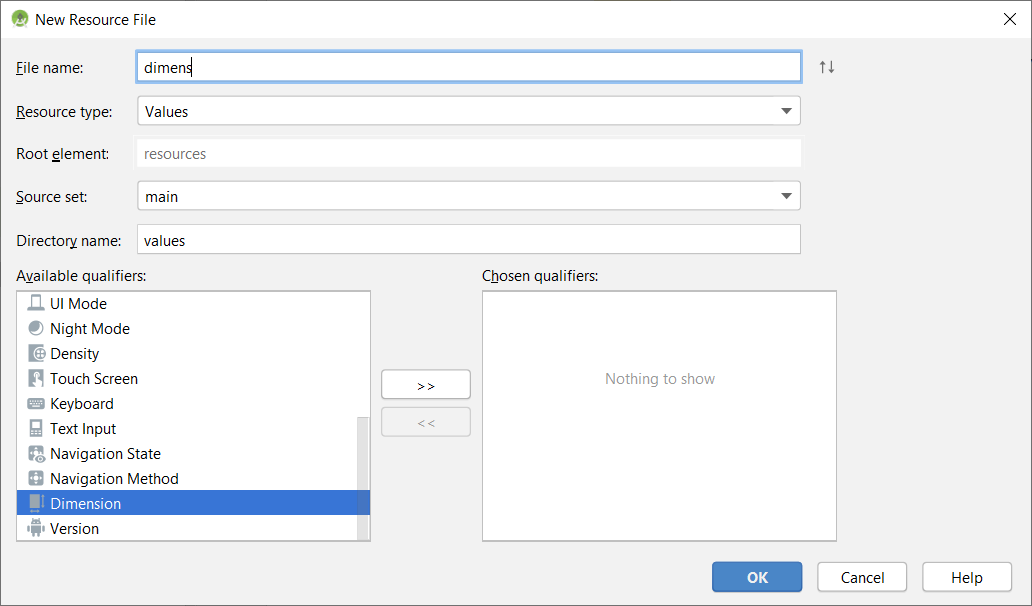 New Resource File
File name: dimens
Resource type: Values
Root element: resources
Source set: main
Directory name: values
Available qualifiers:
UI Mode
Night Mode
Density
Touch Screen
Keyboard
Text Input
Navigation State
Navigation Method
Dimension
Version
>>
<<
Chosen qualifiers:
Nothing to show
OK Cancel Help